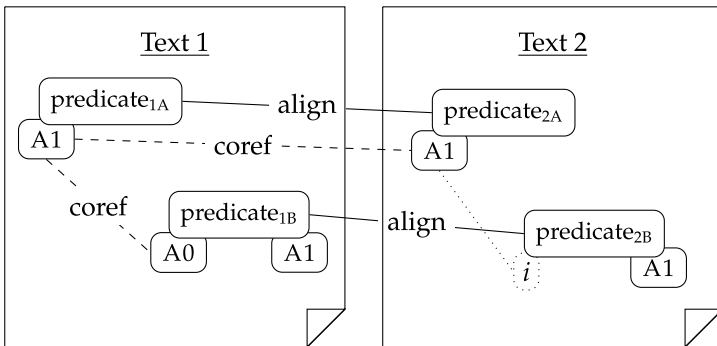 Text 1
predicate1A
A1
coref
predicate1B
A0
A1
align
coref
align
Text 2
predicate2A
A1
predicate2B
i
A1